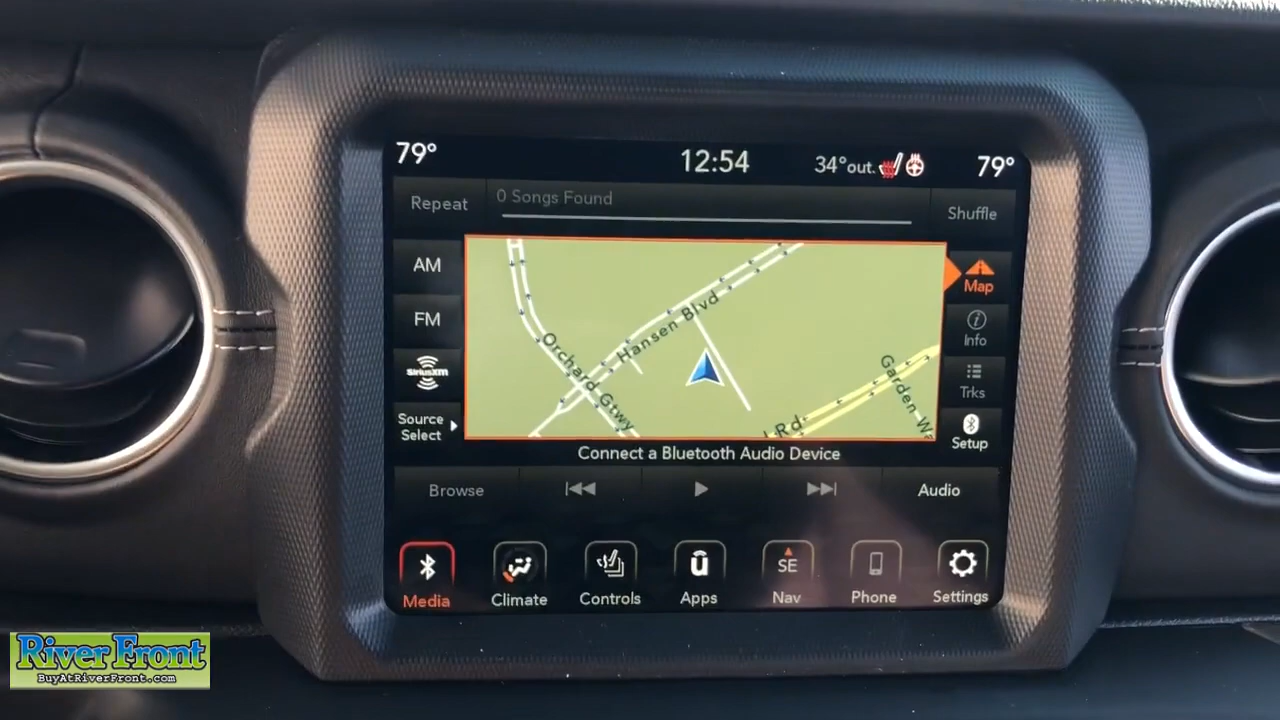 79° 12:54 34°out. 79°
Repeat 0 Songs Found Shuffle
AM
FM
SiriusXM
Source
Select
Hansen Blvd
Orchard Gtwy
Garden W
Rd
Map
Info
Trks
Setup
Connect a Bluetooth Audio Device
Browse Audio
SE
Media Climate Controls Apps Nav Phone Settings
River Front
BuyAtRiverFront.com